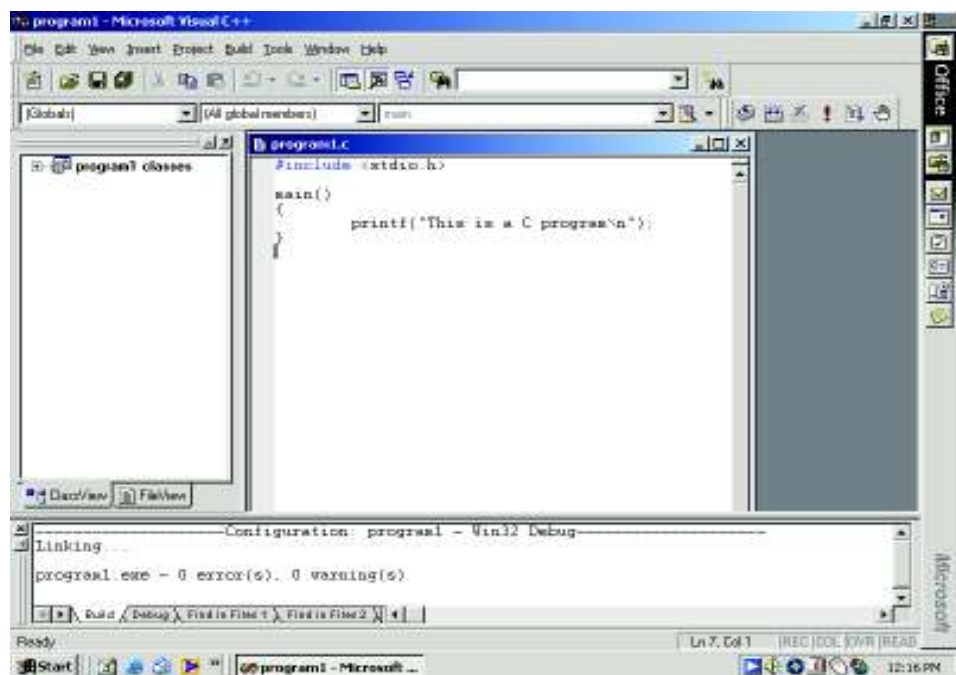 program1 - Microsoft Visual C++
File Edit View Insert Project Build Tools Window Help
(Globals) (All global members) main
program1 classes
program1.c
#include <stdio.h>
main()
{
printf("This is a C program\n");
}
ClassView FileView
Configuration: program1 - Win32 Debug
Linking...
program1.exe - 0 error(s), 0 warning(s)
Build Debug Find in Files 1 Find in Files 2
Ready Ln 7, Col 1 REC COL OVR READ
Start program1 - Microsoft ... 12:16 PM
Office
Microsoft